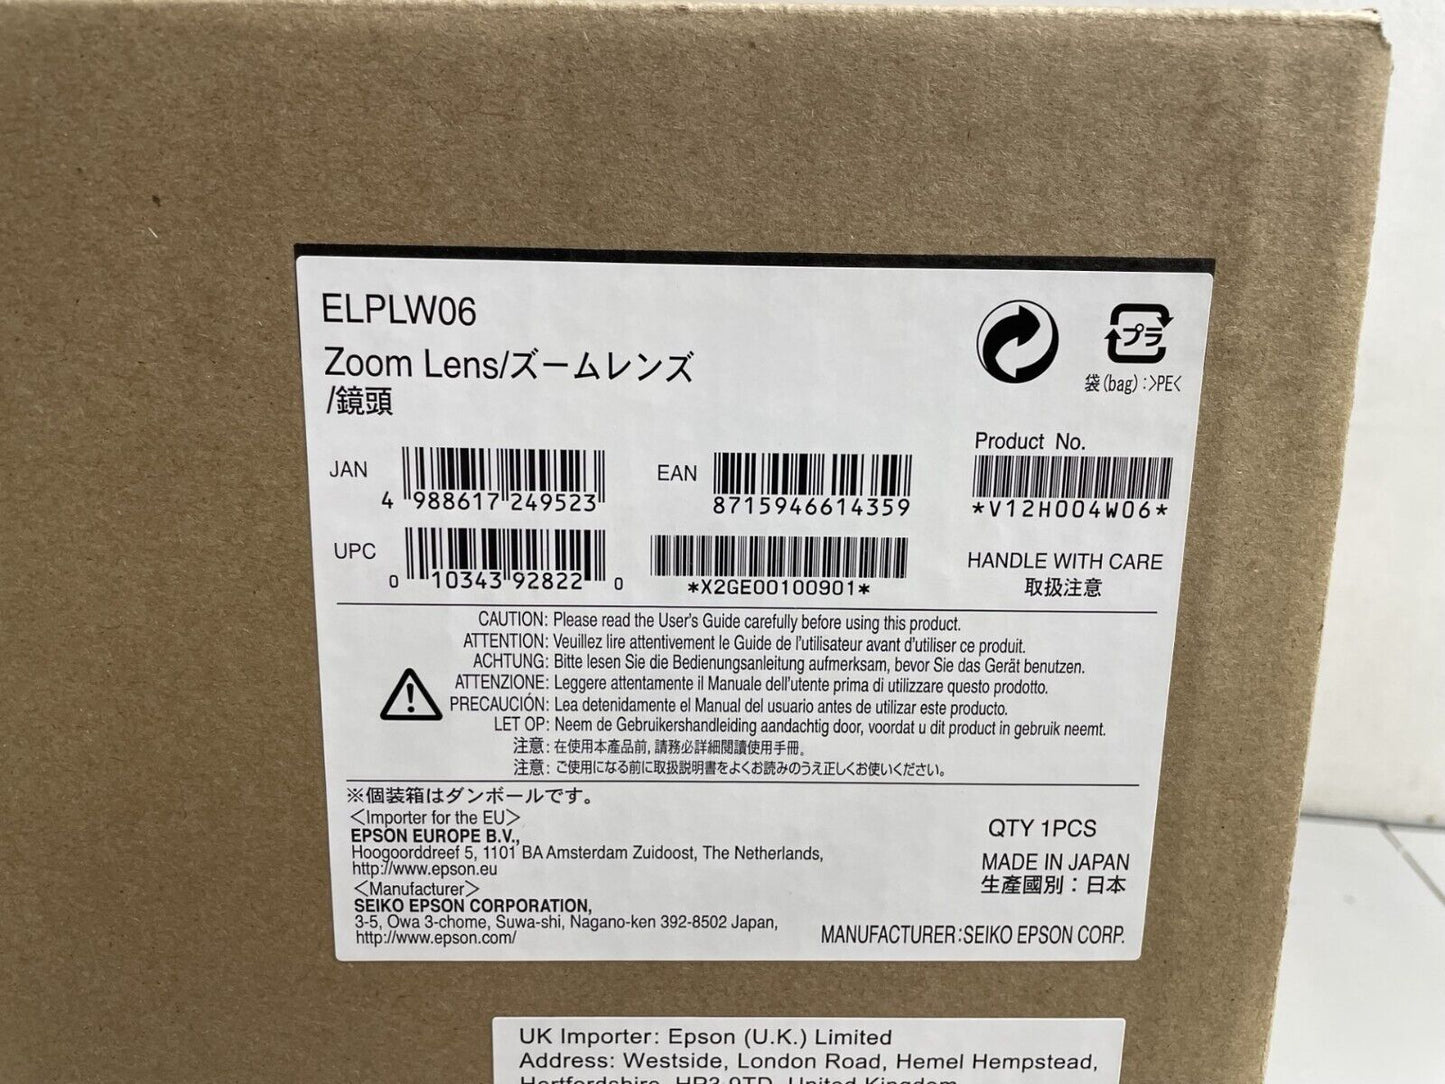 ELPLW06
Zoom Lens/ズームレンズ
/鏡頭
プラ
袋(bag):>PE<
JAN
4 988617 249523
EAN
8715946614359
Product No.
*V12H004W06*
UPC
0 10343 92822 0
*X2GE00100901*
HANDLE WITH CARE
取扱注意
CAUTION: Please read the User's Guide carefully before using this product.
ATTENTION: Veuillez lire attentivement le Guide de l'utilisateur avant d'utiliser ce produit.
ACHTUNG: Bitte lesen Sie die Bedienungsanleitung aufmerksam, bevor Sie das Gerät benutzen.
ATTENZIONE: Leggere attentamente il Manuale dell'utente prima di utilizzare questo prodotto.
PRECAUCIÓN: Lea detenidamente el Manual del usuario antes de utilizar este producto.
LET OP: Neem de Gebruikershandleiding aandachtig door, voordat u dit product in gebruik neemt.
注意: 在使用本產品前, 請務必詳細閱讀使用手冊。
注意: ご使用になる前に取扱説明書をよくお読みのうえ正しくお使いください。
※個装箱はダンボールです。
<Importer for the EU>
EPSON EUROPE B.V.,
Hoogoorddreef 5, 1101 BA Amsterdam Zuidoost, The Netherlands,
http://www.epson.eu
<Manufacturer>
SEIKO EPSON CORPORATION,
3-5, Owa 3-chome, Suwa-shi, Nagano-ken 392-8502 Japan,
http://www.epson.com/
QTY 1PCS
MADE IN JAPAN
生產國別：日本
MANUFACTURER:SEIKO EPSON CORP.
UK Importer: Epson (U.K.) Limited
Address: Westside, London Road, Hemel Hempstead,
Hertfordshire, HP3 9TD, United Kingdom